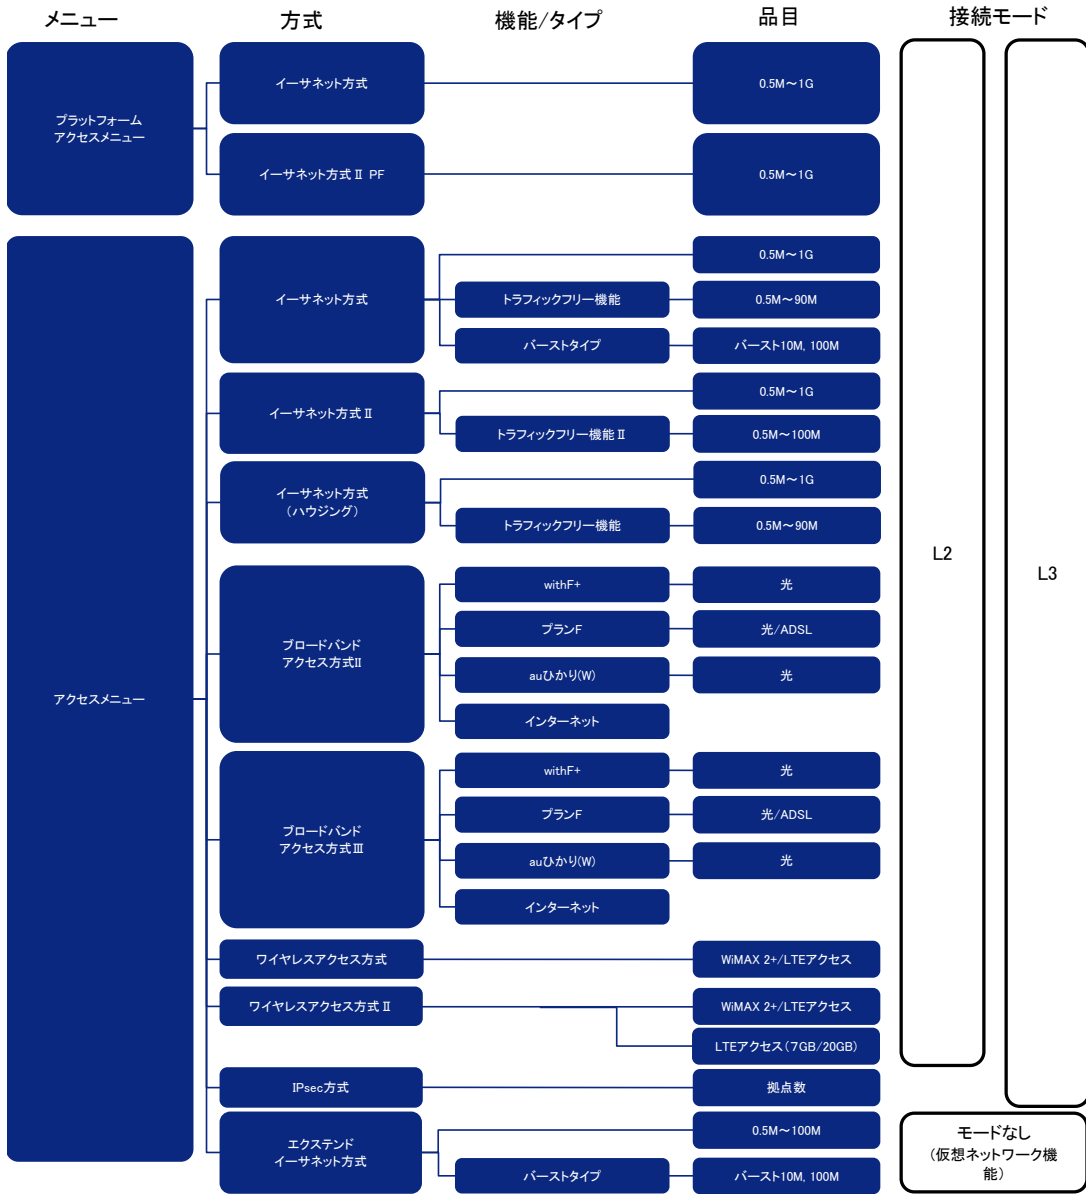 メニュー
方式
機能/タイプ
品目
接続モード
プラットフォーム
アクセスメニュー
イーサネット方式
0.5M～1G
イーサネット方式Ⅱ PF
0.5M～1G
アクセスメニュー
イーサネット方式
0.5M～1G
トラフィックフリー機能
0.5M～90M
バーストタイプ
バースト10M, 100M
イーサネット方式Ⅱ
0.5M～1G
トラフィックフリー機能Ⅱ
0.5M～100M
イーサネット方式
（ハウジング）
0.5M～1G
トラフィックフリー機能
0.5M～90M
ブロードバンド
アクセス方式II
withF+
光
プランF
光/ADSL
auひかり(W)
光
インターネット
ブロードバンド
アクセス方式Ⅲ
withF+
光
プランF
光/ADSL
auひかり(W)
光
インターネット
ワイヤレスアクセス方式
WiMAX 2+/LTEアクセス
ワイヤレスアクセス方式Ⅱ
WiMAX 2+/LTEアクセス
LTEアクセス（７GB/20GB）
IPsec方式
拠点数
エクステンド
イーサネット方式
0.5M～100M
バーストタイプ
バースト10M, 100M
L2
L3
モードなし
（仮想ネットワーク機
能）